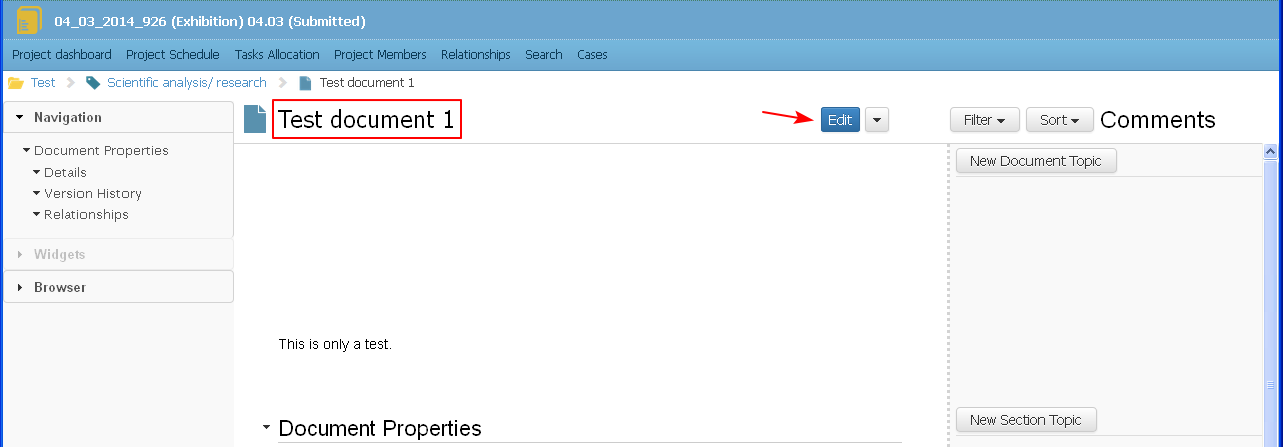 04_03_2014_926 (Exhibition) 04.03 (Submitted)
Project dashboard Project Schedule Tasks Allocation Project Members Relationships Search Cases
Test Scientific analysis/ research Test document 1
Navigation
Document Properties
Details
Version History
Relationships
Widgets
Browser
Test document 1
Edit
Filter Sort Comments
New Document Topic
This is only a test.
Document Properties
New Section Topic